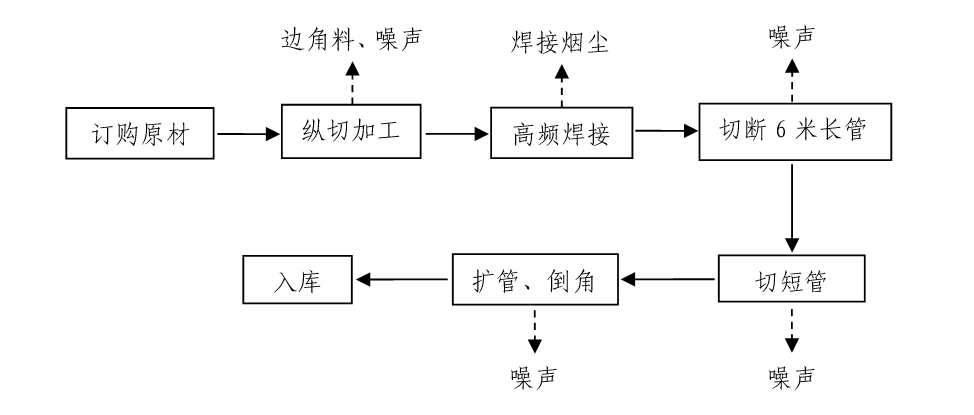 边角料、噪声
焊接烟尘
噪声
订购原材
纵切加工
高频焊接
切断6米长管
入库
扩管、倒角
切短管
噪声
噪声